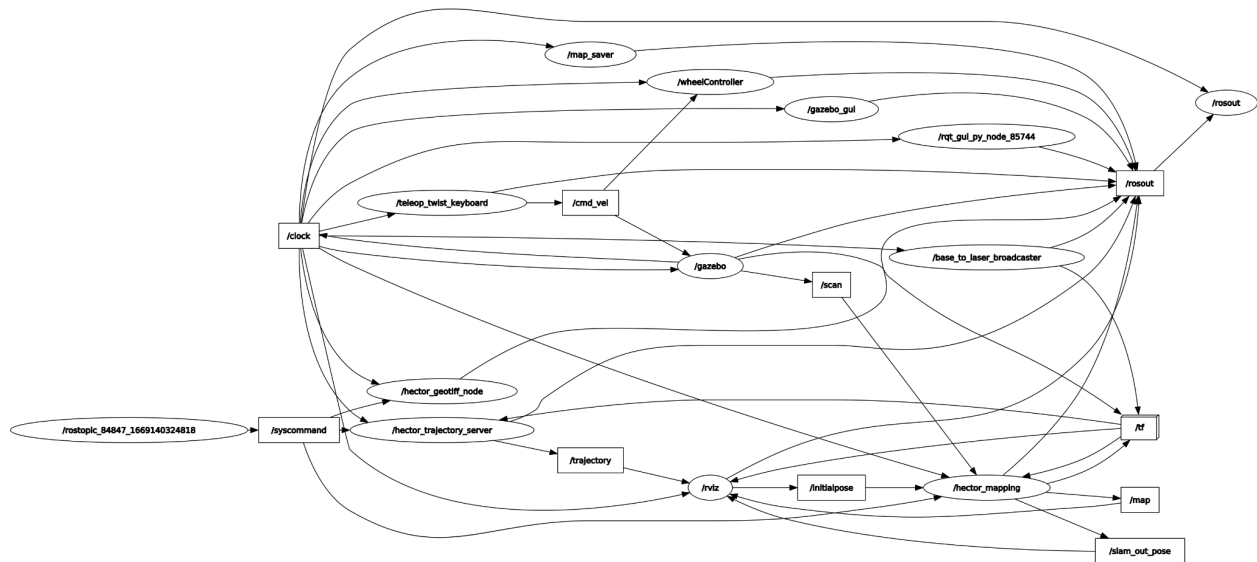 /map_saver
/wheelController
/rosout
/gazebo_gui
/rqt_gui_py_node_85744
/rosout
/teleop_twist_keyboard
/cmd_vel
/clock
/base_to_laser_broadcaster
/gazebo
/scan
/hector_geotiff_node
/rostopic_84847_1669140324818
/syscommand
/hector_trajectory_server
/tf
/trajectory
/rviz
/initialpose
/hector_mapping
/map
/slam_out_pose